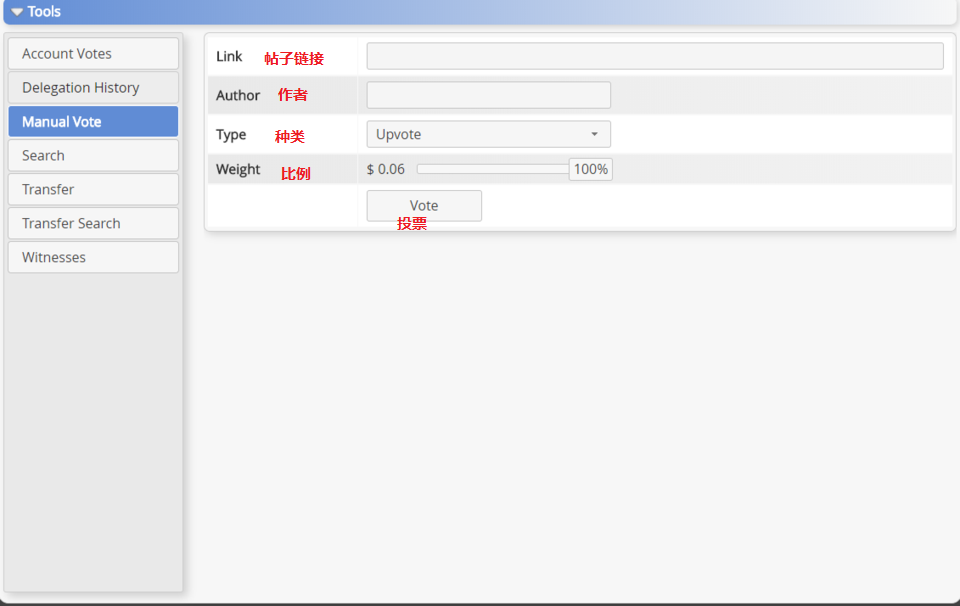 Tools
Account Votes
Delegation History
Manual Vote
Search
Transfer
Transfer Search
Witnesses
Link 帖子链接
Author 作者
Type 种类 Upvote
Weight 比例 $ 0.06 100%
Vote
投票